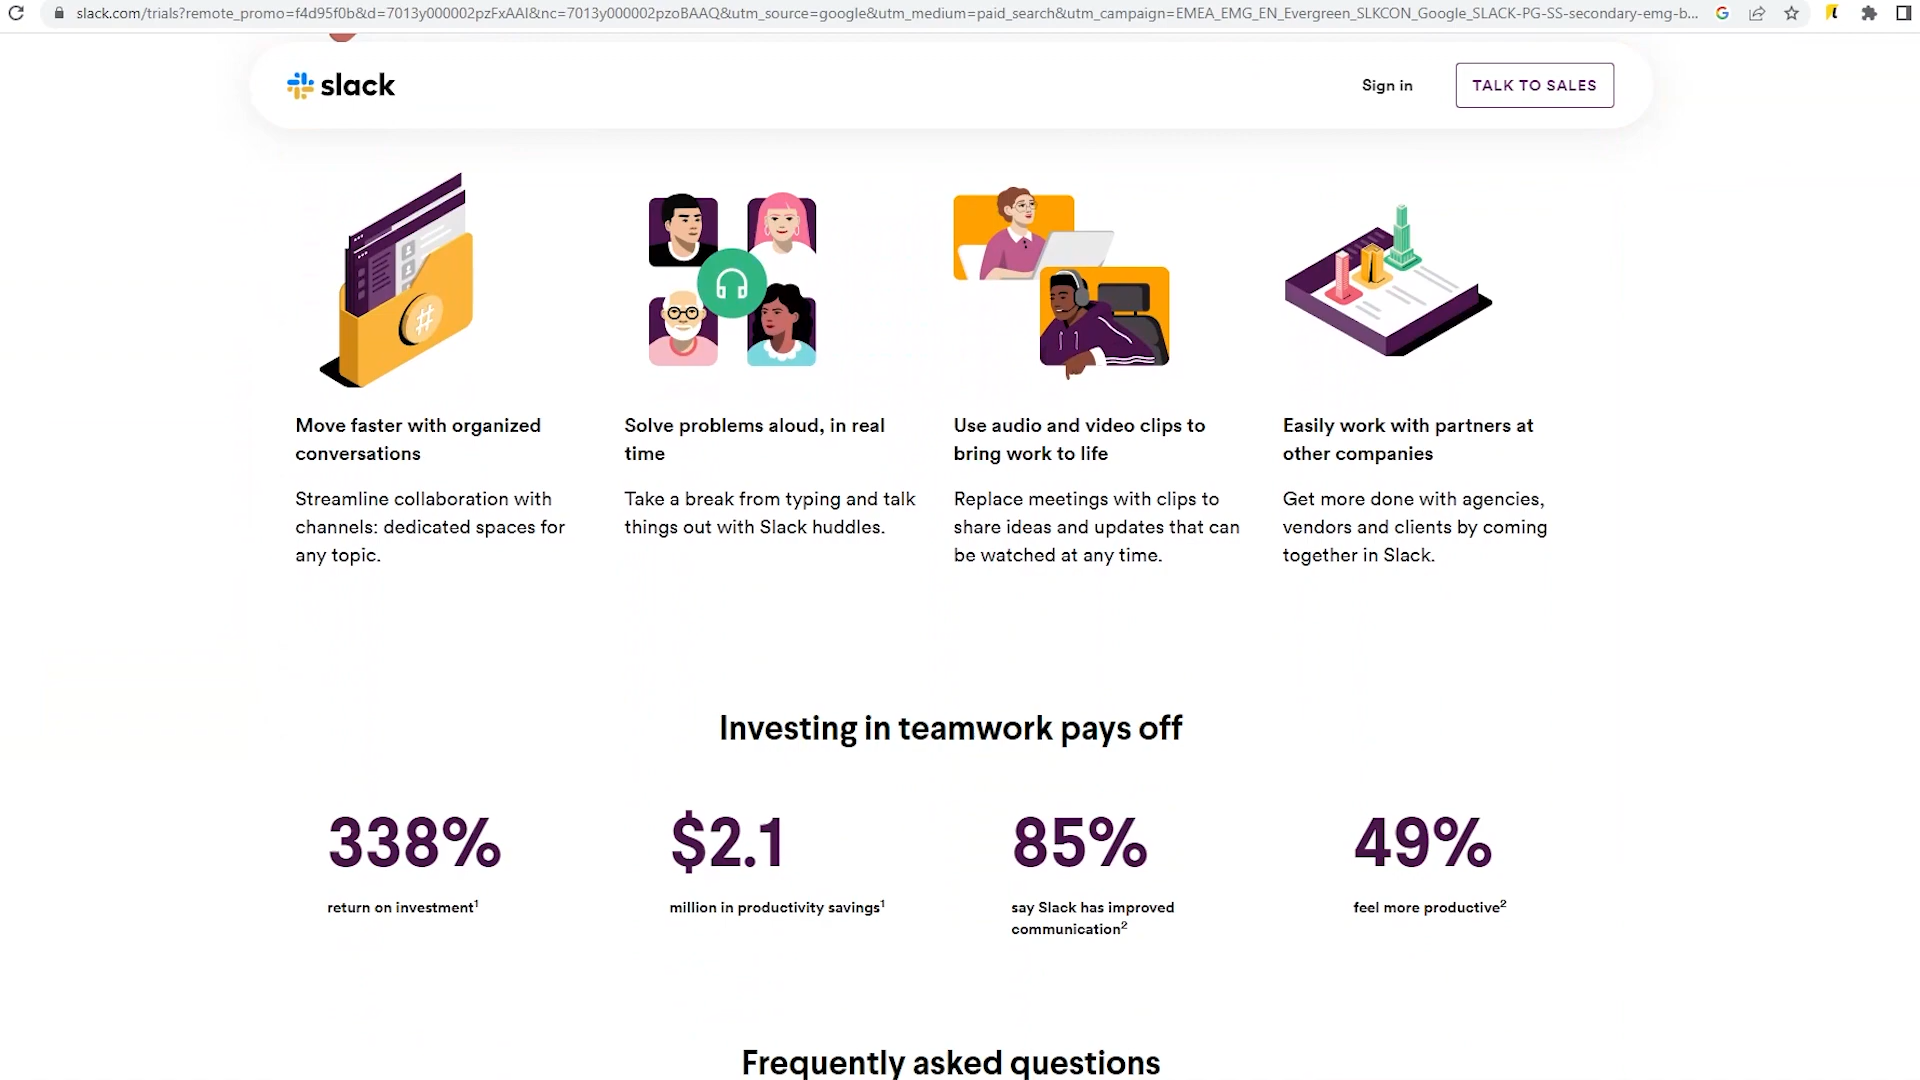 slack.com/trials?remote_promo=f4d95f0b&d=7013y000002pzFxAAI&nc=7013y000002pzoBAAQ&utm_source=google&utm_medium=paid_search&utm_campaign=EMEA_EMG_EN_Evergreen_SLKCON_Google_SLACK-PG-SS-secondary-emg-b...
slack
Sign in
TALK TO SALES
Move faster with organized
conversations
Streamline collaboration with
channels: dedicated spaces for
any topic.
Solve problems aloud, in real
time
Take a break from typing and talk
things out with Slack huddles.
Use audio and video clips to
bring work to life
Replace meetings with clips to
share ideas and updates that can
be watched at any time.
Easily work with partners at
other companies
Get more done with agencies,
vendors and clients by coming
together in Slack.
Investing in teamwork pays off
338%
return on investment¹
$2.1
million in productivity savings¹
85%
say Slack has improved
communication²
49%
feel more productive²
Frequently asked questions